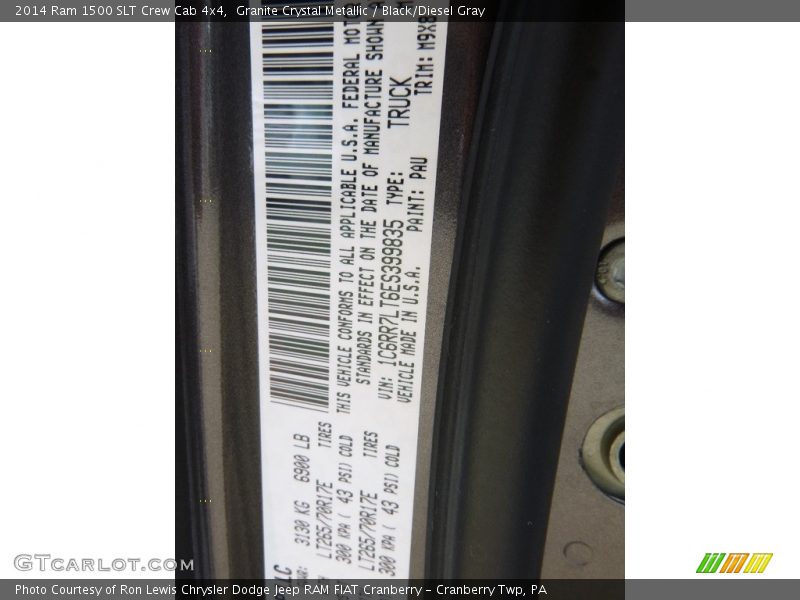 2014 Ram 1500 SLT Crew Cab 4x4,  Granite Crystal Metallic / Black/Diesel Gray
THIS VEHICLE CONFORMS TO ALL APPLICABLE U.S.A. FEDERAL
STANDARDS IN EFFECT ON THE DATE OF MANUFACTURE SHOWN
VIN: 1C6RR7LT6ES399835 TYPE: TRUCK
VEHICLE MADE IN U.S.A. PAINT: PAU TRIM:
3130 KG 6900 LB
TIRES
LT265/70R17E
300 KPA ( 43 PSI) COLD
TIRES
LT265/70R17E
300 KPA ( 43 PSI) COLD
GTCarLot.com
Photo Courtesy of Ron Lewis Chrysler Dodge Jeep RAM FIAT Cranberry – Cranberry Twp, PA